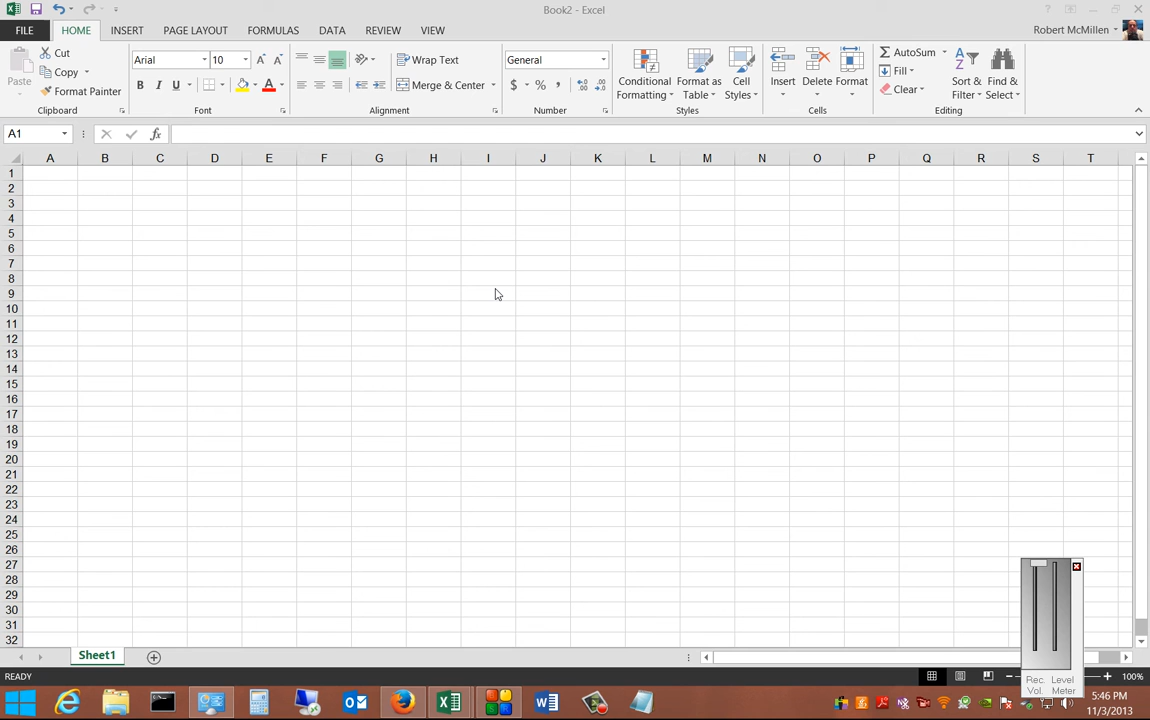 Book2 - Excel
FILE HOME INSERT PAGE LAYOUT FORMULAS DATA REVIEW VIEW Robert McMillen
Paste Cut Copy Format Painter Clipboard
Arial 10 B I U A Font
Wrap Text Merge & Center Alignment
General $ % , Number
Conditional Formatting Format as Table Cell Styles Styles
Insert Delete Format Cells
AutoSum Fill Clear Sort & Filter Find & Select Editing
A1 fx
A B C D E F G H I J K L M N O P Q R S T
1
2
3
4
5
6
7
8
9
10
11
12
13
14
15
16
17
18
19
20
21
22
23
24
25
26
27
28
29
30
31
32
Rec. Vol. Level Meter
Sheet1
READY 100%
5:46 PM
11/3/2013